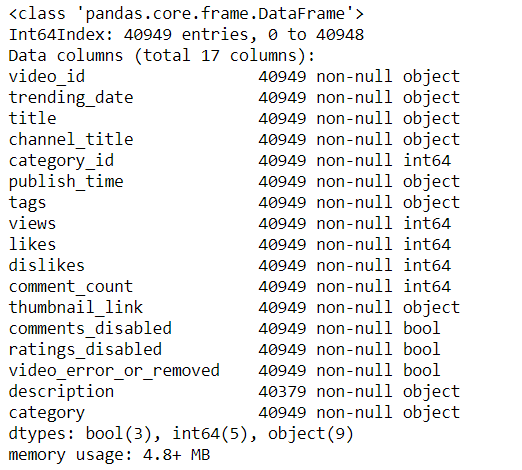 <class 'pandas.core.frame.DataFrame'>
Int64Index: 40949 entries, 0 to 40948
Data columns (total 17 columns):
video_id                  40949 non-null object
trending_date             40949 non-null object
title                     40949 non-null object
channel_title             40949 non-null object
category_id               40949 non-null int64
publish_time              40949 non-null object
tags                      40949 non-null object
views                     40949 non-null int64
likes                     40949 non-null int64
dislikes                  40949 non-null int64
comment_count             40949 non-null int64
thumbnail_link            40949 non-null object
comments_disabled         40949 non-null bool
ratings_disabled          40949 non-null bool
video_error_or_removed    40949 non-null bool
description               40379 non-null object
category                  40949 non-null object
dtypes: bool(3), int64(5), object(9)
memory usage: 4.8+ MB